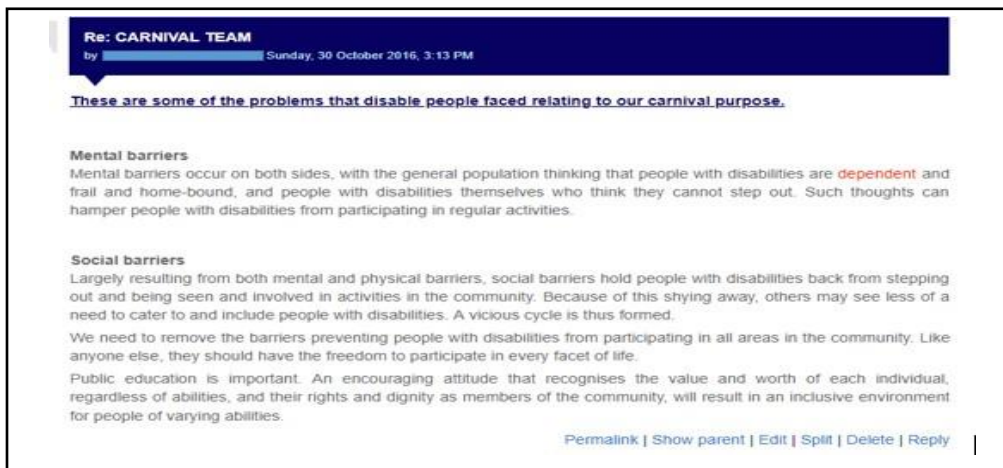 Re: CARNIVAL TEAM
by Sunday, 30 October 2016, 3:13 PM
These are some of the problems that disable people faced relating to our carnival purpose.
Mental barriers
Mental barriers occur on both sides, with the general population thinking that people with disabilities are dependent and
frail and home-bound, and people with disabilities themselves who think they cannot step out. Such thoughts can
hamper people with disabilities from participating in regular activities.
Social barriers
Largely resulting from both mental and physical barriers, social barriers hold people with disabilities back from stepping
out and being seen and involved in activities in the community. Because of this shying away, others may see less of a
need to cater to and include people with disabilities. A vicious cycle is thus formed.
We need to remove the barriers preventing people with disabilities from participating in all areas in the community. Like
anyone else, they should have the freedom to participate in every facet of life.
Public education is important. An encouraging attitude that recognises the value and worth of each individual,
regardless of abilities, and their rights and dignity as members of the community, will result in an inclusive environment
for people of varying abilities.
Permalink | Show parent | Edit | Split | Delete | Reply